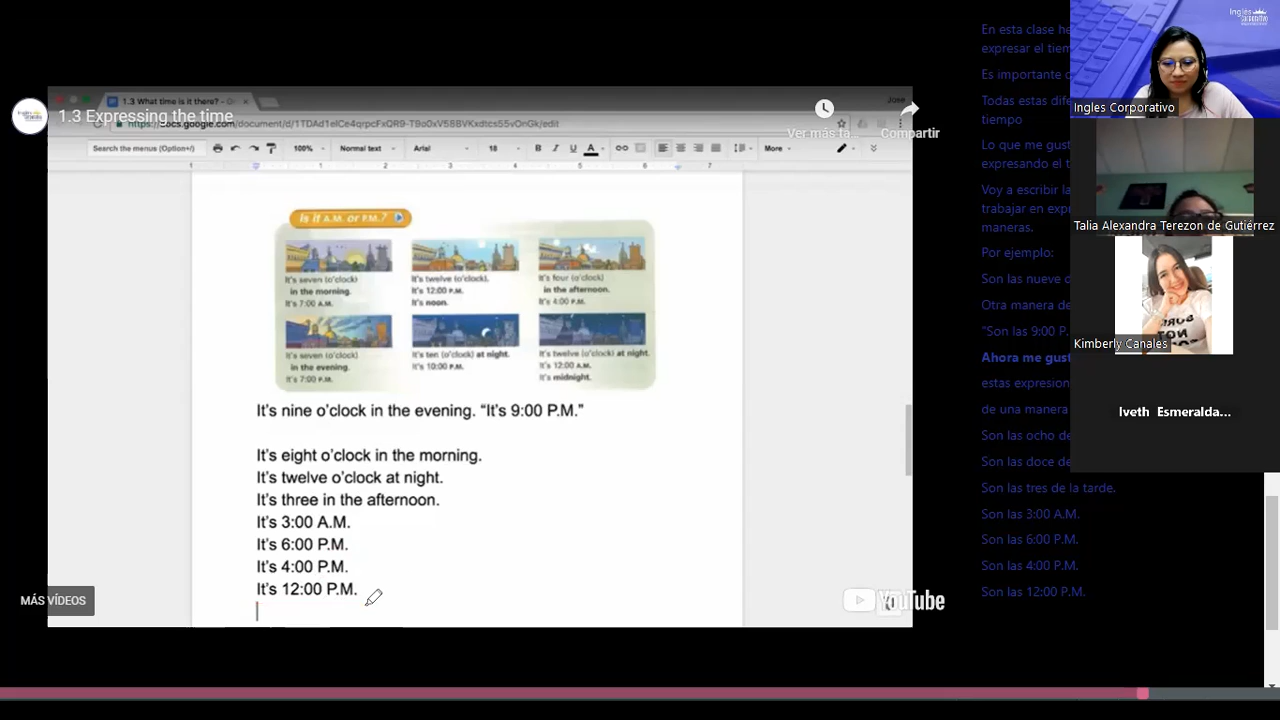 1.3 What time is it there? -
Jose
1.3 Expressing the time
Ver más ta...
Compartir
Search the menus (Option+/)
100%
Normal text
Arial
18
B I U A
More
1 1 2 3 4 5 6 7
Is it A.M. or P.M.?
It's seven (o'clock)
in the morning.
It's 7:00 A.M.
It's twelve (o'clock).
It's 12:00 P.M.
It's noon.
It's four (o'clock)
in the afternoon.
It's 4:00 P.M.
It's seven (o'clock)
in the evening.
It's 7:00 P.M.
It's ten (o'clock) at night.
It's 10:00 P.M.
It's twelve (o'clock) at night.
It's 12:00 A.M.
It's midnight.
It's nine o'clock in the evening. “It's 9:00 P.M.”
It's eight o'clock in the morning.
It's twelve o'clock at night.
It's three in the afternoon.
It's 3:00 A.M.
It's 6:00 P.M.
It's 4:00 P.M.
It's 12:00 P.M.
MÁS VÍDEOS
YouTube
En esta clase
expresar el
Es importante
Todas estas
tiempo
Lo que me
expresando el
Voy a escribir
trabajar en
maneras.
Por ejemplo:
Son las nueve
Otra manera de
"Son las 9:00
Ahora me
estas
de una manera
Son las ocho
Son las doce
Son las tres de la tarde.
Son las 3:00 A.M.
Son las 6:00 P.M.
Son las 4:00 P.M.
Son las 12:00 P.M.
Ingles Corporativo
Talia Alexandra Terezon de Gutiérrez
Kimberly Canales
Iveth Esmeralda...